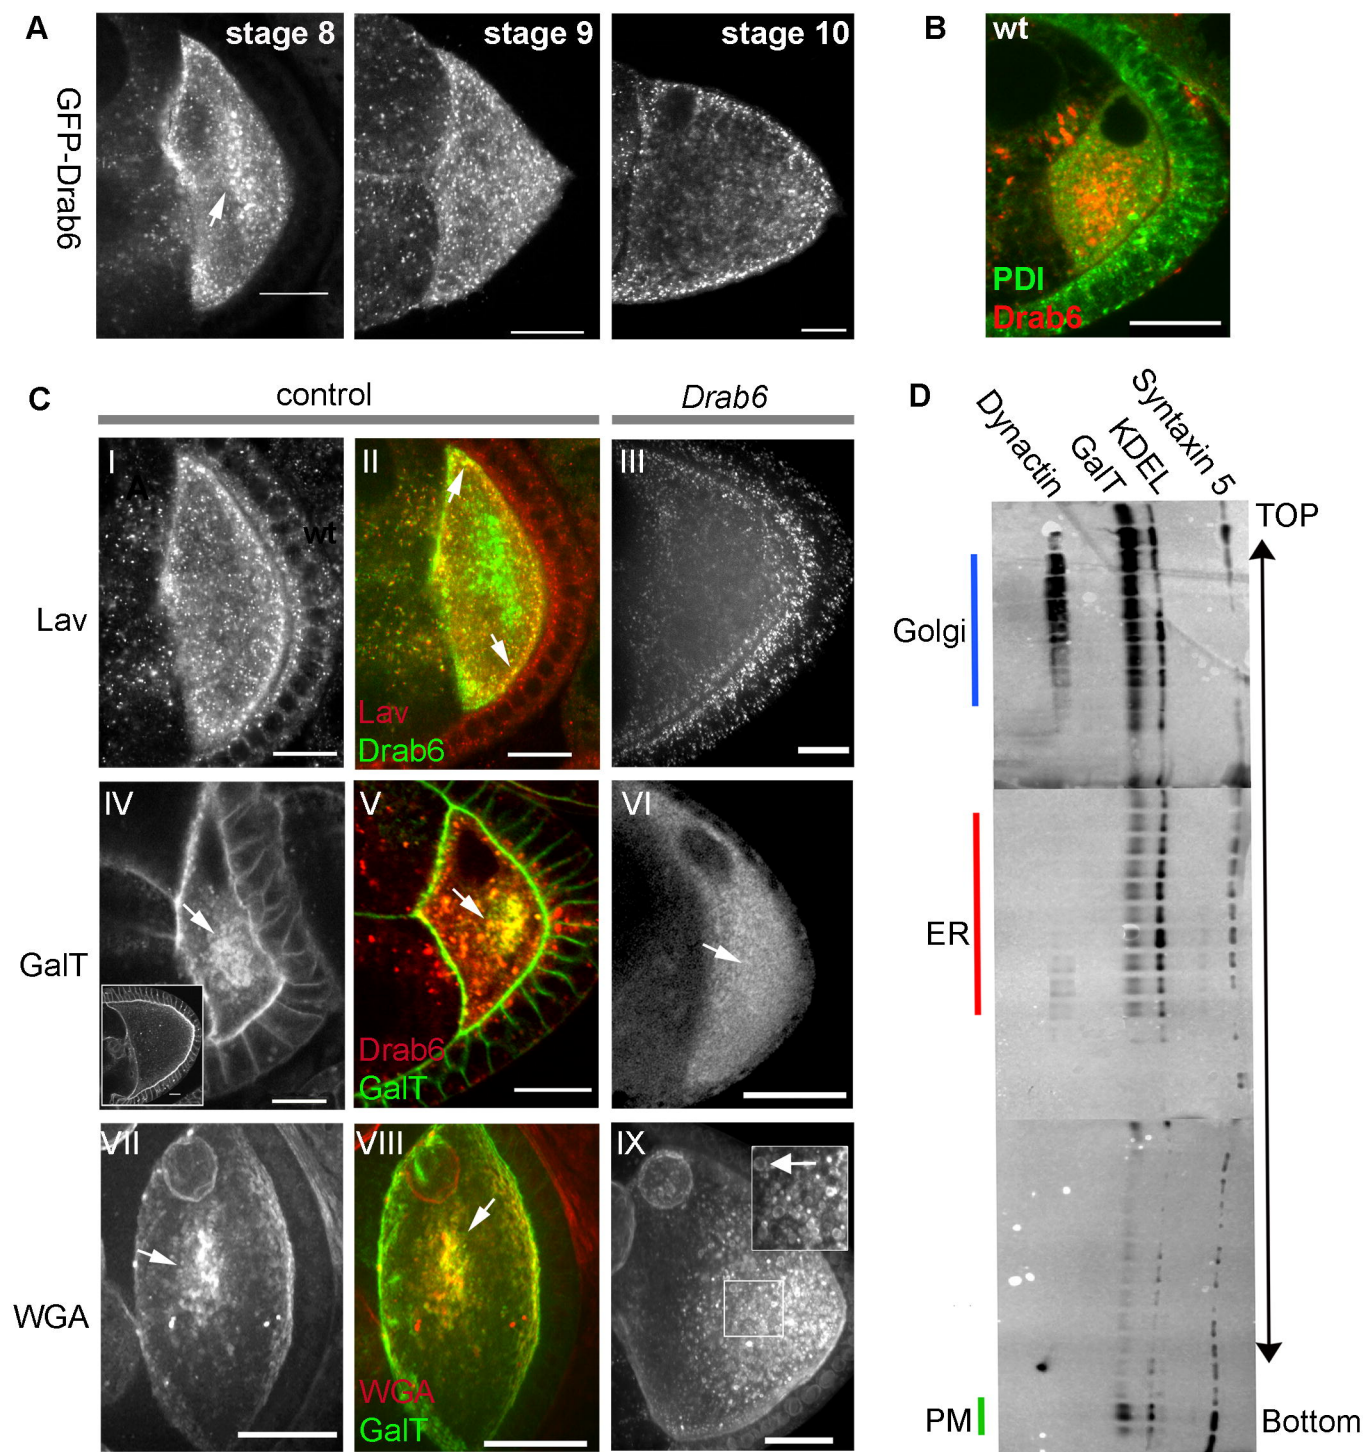 A
stage 8
stage 9
stage 10
GFP-Drab6
B
wt
PDI
Drab6
C
control
Drab6
I
II
III
A
wt
Lav
Lav
Drab6
IV
V
VI
GalT
Drab6
GalT
VII
VIII
IX
WGA
WGA
GalT
D
Dynactin
GalT
KDEL
Syntaxin 5
TOP
Golgi
ER
PM
Bottom